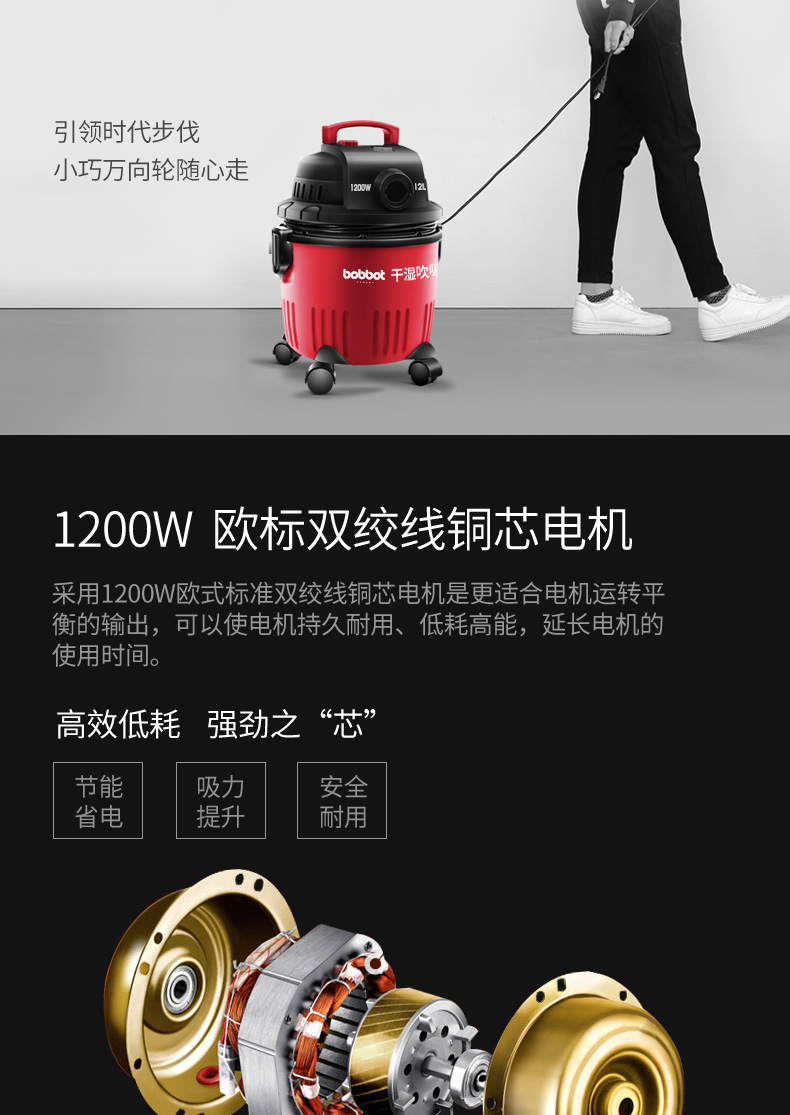 引领时代步伐
小巧万向轮随心走
1200W
12L
bobbot 干湿吹吸
1200W 欧标双绞线铜芯电机
采用1200W欧式标准双绞线铜芯电机是更适合电机运转平
衡的输出，可以使电机持久耐用、低耗高能，延长电机的
使用时间。
高效低耗 强劲之“芯”
节能
省电
吸力
提升
安全
耐用